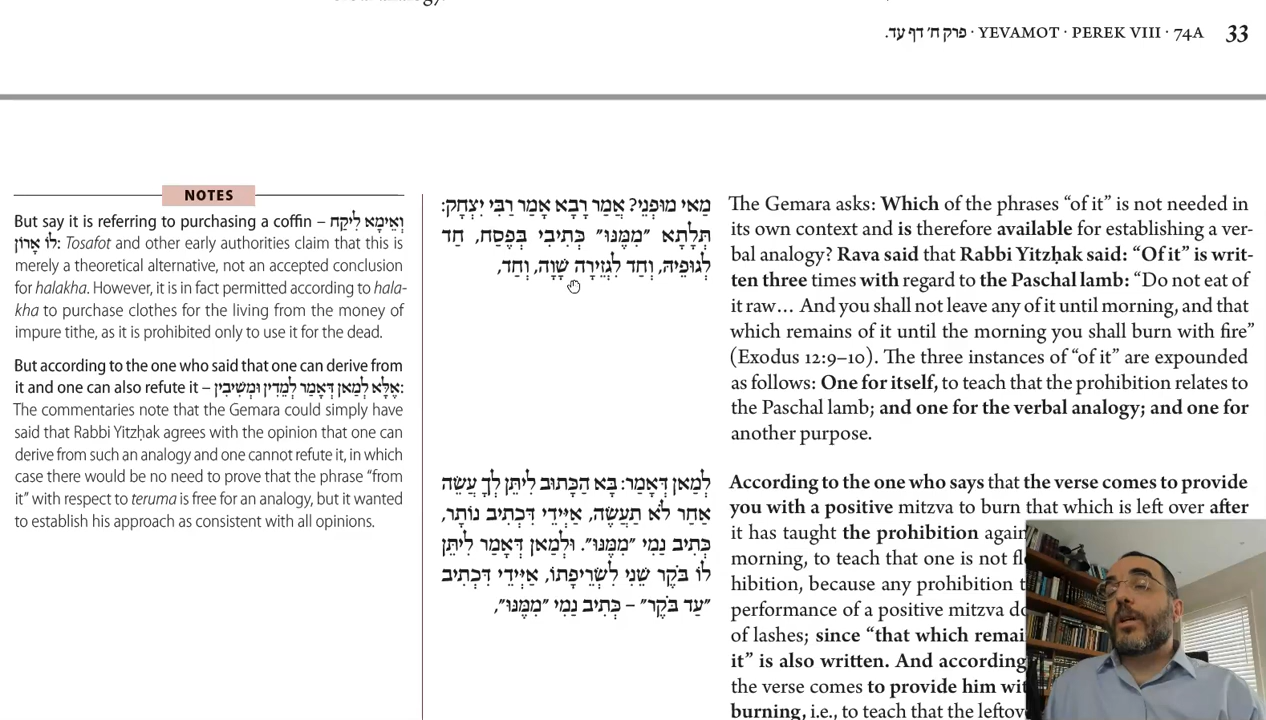 פרק ח׳ דף עד. · YEVAMOT · PEREK VIII · 74A 33
NOTES
But say it is referring to purchasing a coffin – וְאֵימָא לִיקַּח
לוֹ אָרוֹן: Tosafot and other early authorities claim that this is
merely a theoretical alternative, not an accepted conclusion
for halakha. However, it is in fact permitted according to hala-
kha to purchase clothes for the living from the money of
impure tithe, as it is prohibited only to use it for the dead.
But according to the one who said that one can derive from
it and one can also refute it – אֶלָּא לְמַאן דְּאָמַר לְמֵדִין וּמְשִׁיבִין:
The commentaries note that the Gemara could simply have
said that Rabbi Yitzḥak agrees with the opinion that one can
derive from such an analogy and one cannot refute it, in which
case there would be no need to prove that the phrase “from
it” with respect to teruma is free for an analogy, but it wanted
to establish his approach as consistent with all opinions.
מַאי מוּפְנֵי? אֲמַר רָבָא אָמַר רַבִּי יִצְחָק:
תְּלָתָא ״מִמֶּנּוּ״ כְּתִיבִי בְּפֶסַח, חַד
לְגוּפֵיהּ, וְחַד לִגְזֵירָה שָׁוָה, וְחַד,
לְמַאן דְּאָמַר: בָּא הַכָּתוּב לִיתֵּן לְךָ עֲשֵׂה
אַחַר לֹא תַעֲשֶׂה, אַיְּידֵי דִּכְתִיב נוֹתָר,
כְּתִיב נַמִי ״מִמֶּנּוּ״. וּלְמַאן דְּאָמַר לִיתֵּן
לוֹ בֹּקֶר שֵׁנִי לִשְׂרֵיפָתוֹ, אַיְּידֵי דִּכְתִיב
״עַד בֹּקֶר״ – כְּתִיב נַמִי ״מִמֶּנּוּ״,
The Gemara asks: Which of the phrases “of it” is not needed in
its own context and is therefore available for establishing a ver-
bal analogy? Rava said that Rabbi Yitzḥak said: “Of it” is writ-
ten three times with regard to the Paschal lamb: “Do not eat of
it raw… And you shall not leave any of it until morning, and that
which remains of it until the morning you shall burn with fire”
(Exodus 12:9–10). The three instances of “of it” are expounded
as follows: One for itself, to teach that the prohibition relates to
the Paschal lamb; and one for the verbal analogy; and one for
another purpose.
According to the one who says that the verse comes to provide
you with a positive mitzva to burn that which is left over after
it has taught the prohibition again
morning, to teach that one is not
hibition, because any prohibition
performance of a positive mitzva
of lashes; since “that which
it” is also written. And according
the verse comes to provide him
burning, i.e., to teach that the